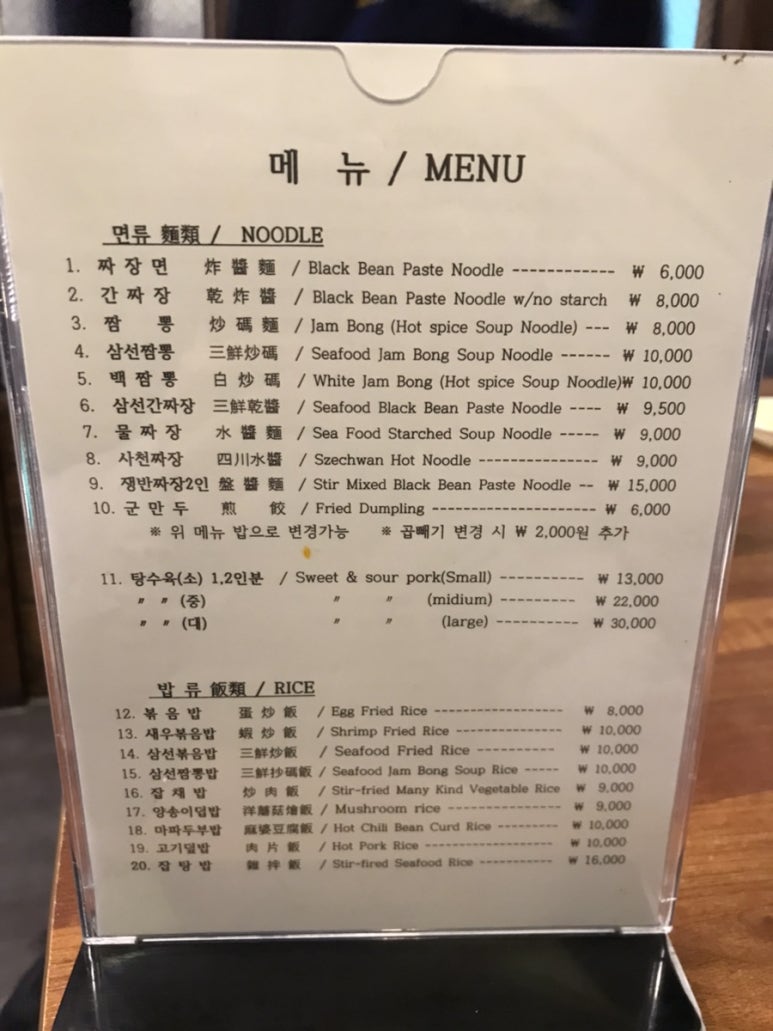 메 뉴 / MENU
면류 麵類 / NOODLE
1. 짜 장 면 炸 醬 麵 / Black Bean Paste Noodle ------------ ₩ 6,000
2. 간 짜 장 乾 炸 醬 / Black Bean Paste Noodle w/no starch ₩ 8,000
3. 짬 뽕 炒 碼 麵 / Jam Bong (Hot spice Soup Noodle) --- ₩ 8,000
4. 삼선짬뽕 三鮮炒碼 / Seafood Jam Bong Soup Noodle ------ ₩ 10,000
5. 백 짬 뽕 白 炒 碼 / White Jam Bong (Hot spice Soup Noodle)₩ 10,000
6. 삼선간짜장 三鮮乾醬 / Seafood Black Bean Paste Noodle ---- ₩ 9,500
7. 물 짜 장 水 醬 麵 / Sea Food Starched Soup Noodle ----- ₩ 9,000
8. 사천짜장 四川水醬 / Szechwan Hot Noodle --------- ₩ 9,000
9. 쟁반짜장2인 盤 醬 麵 / Stir Mixed Black Bean Paste Noodle -- ₩ 15,000
10. 군 만 두 煎 餃 / Fried Dumpling -------------------- ₩ 6,000
※ 위 메뉴 밥으로 변경가능 ※ 곱빼기 변경 시 ₩ 2,000원 추가
11. 탕수육(소) 1,2인분 / Sweet & sour pork(Small) ----------- ₩ 13,000
〃 〃 (중) 〃 〃 (midium) --------- ₩ 22,000
〃 〃 (대) 〃 〃 (large) ---------- ₩ 30,000
밥 류 飯類 / RICE
12. 볶 음 밥 蛋 炒 飯 / Egg Fried Rice ------------------ ₩ 8,000
13. 새우볶음밥 蝦 炒 飯 / Shrimp Fried Rice --------------- ₩ 10,000
14. 삼선볶음밥 三鮮炒飯 / Seafood Fried Rice ----------- ₩ 10,000
15. 삼선짬뽕밥 三鮮抄碼飯 / Seafood Jam Bong Soup Rice ----- ₩ 10,000
16. 잡 채 밥 炒 肉 飯 / Stir-fried Many Kind Vegetable Rice ₩ 9,000
17. 양송이덮밥 洋蘑菇燴飯 / Mushroom rice --------------- ₩ 9,000
18. 마파두부밥 麻婆豆腐飯 / Hot Chili Bean Curd Rice --------- ₩ 10,000
19. 고기덮밥 肉 片 飯 / Hot Pork Rice ------------------- ₩ 10,000
20. 잡 탕 밥 雜 拌 飯 / Stir-fired Seafood Rice ----------- ₩ 16,000